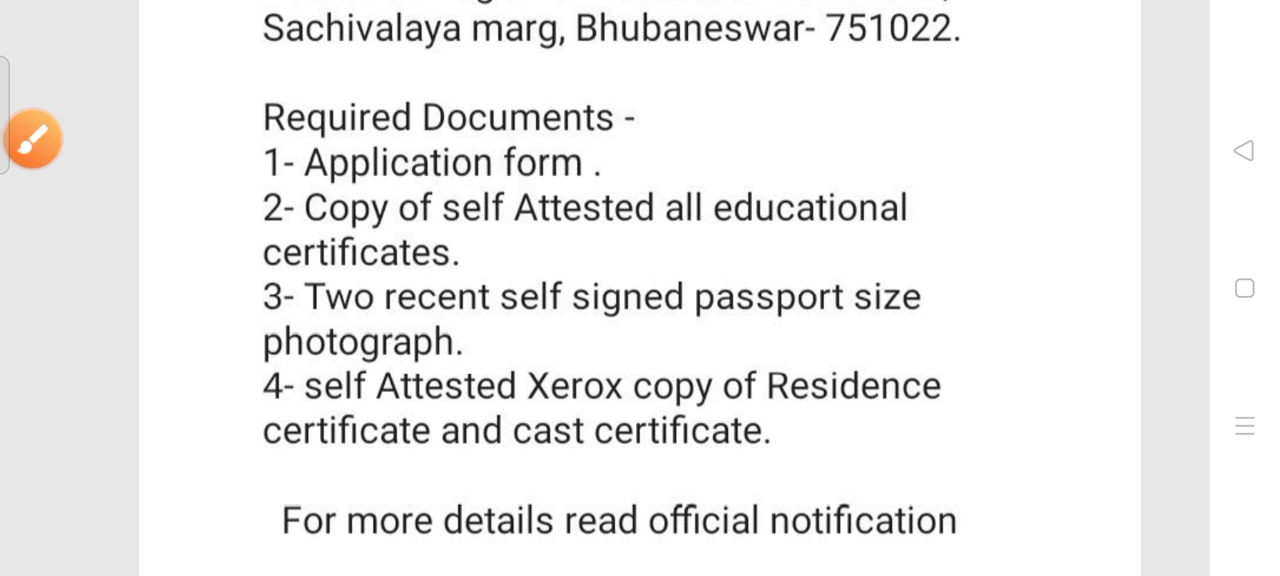 Sachivalaya marg, Bhubaneswar- 751022.
Required Documents -
1- Application form .
2- Copy of self Attested all educational
certificates.
3- Two recent self signed passport size
photograph.
4- self Attested Xerox copy of Residence
certificate and cast certificate.
For more details read official notification